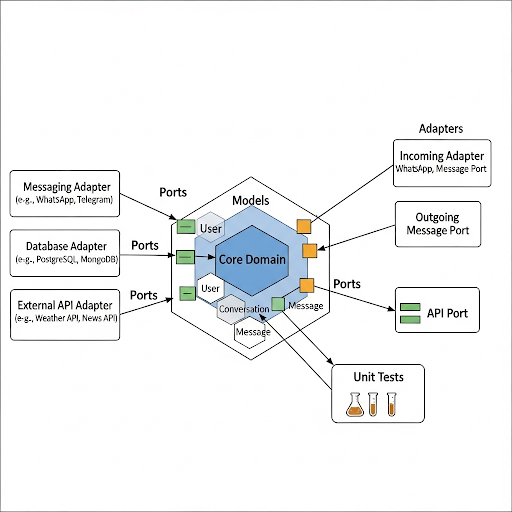 Adapters
Incoming Adapter
WhatsApp, Message Port
Messaging Adapter
(e.g., WhatsApp, Telegram)
Ports
Models
User
Outgoing
Message Port
Database Adapter
(e.g., PostgreSQL, MongoDB)
Ports
Core Domain
External API Adapter
(e.g., Weather API, News API)
Ports
User
Ports
Conversation
Message
API Port
Message
Unit Tests